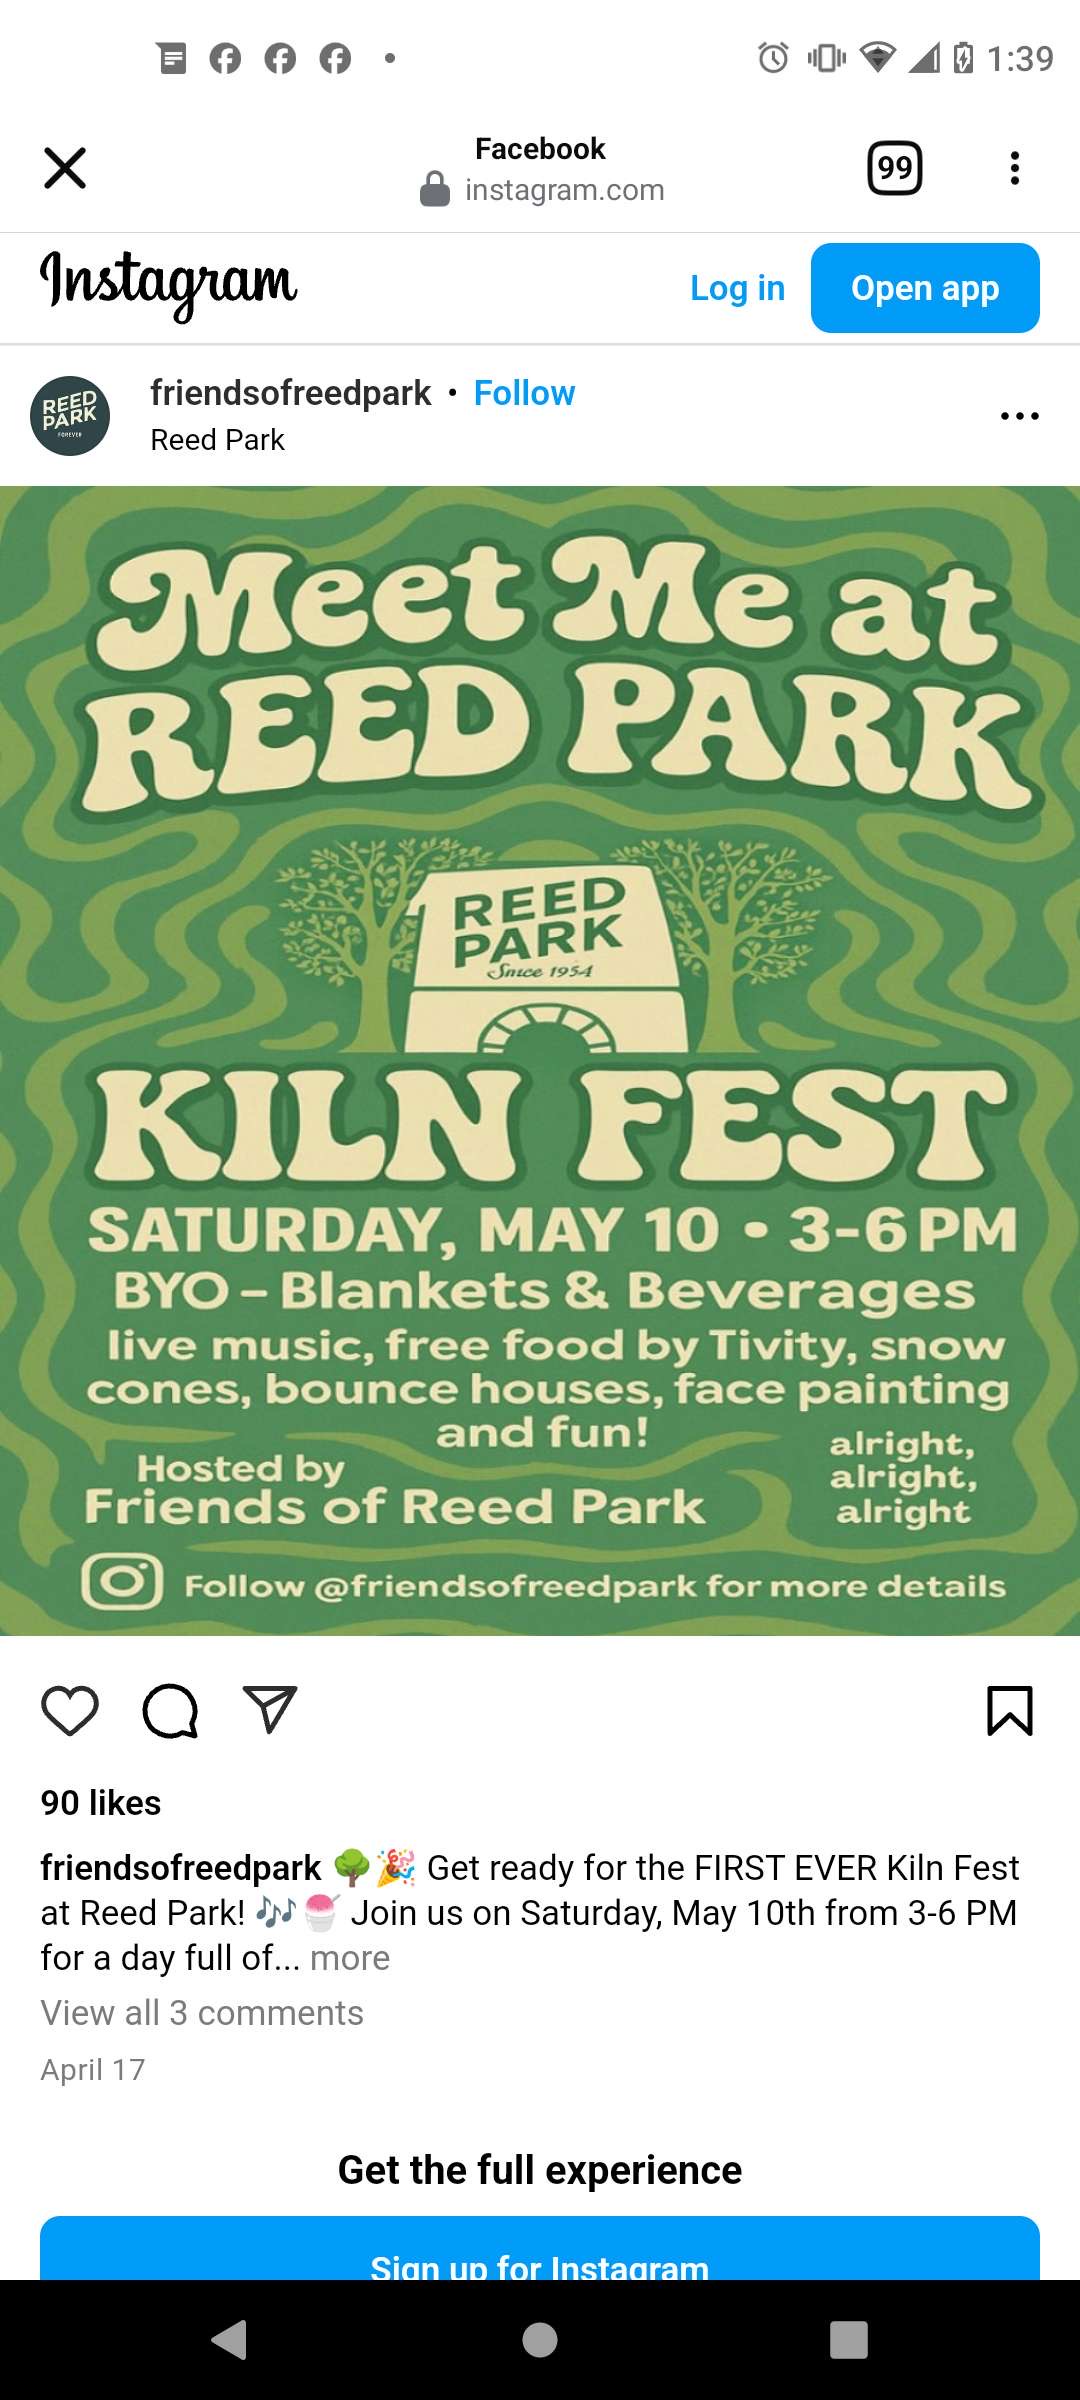 1:39
Facebook
99
instagram.com
Instagram
Log in
Open app
REED
PARK
FOREVER
friendsofreedpark • Follow
Reed Park
Meet Me at
REED PARK
REED
PARK
Since 1954
KILN FEST
SATURDAY, MAY 10 • 3-6 PM
BYO – Blankets & Beverages
live music, free food by Tivity, snow
cones, bounce houses, face painting
and fun!
Hosted by
Friends of Reed Park
alright,
alright,
alright
Follow @friendsofreedpark for more details
90 likes
friendsofreedpark 🌳🎉 Get ready for the FIRST EVER Kiln Fest
at Reed Park! 🎶🍧 Join us on Saturday, May 10th from 3-6 PM
for a day full of... more
View all 3 comments
April 17
Get the full experience
Sign up for Instagram